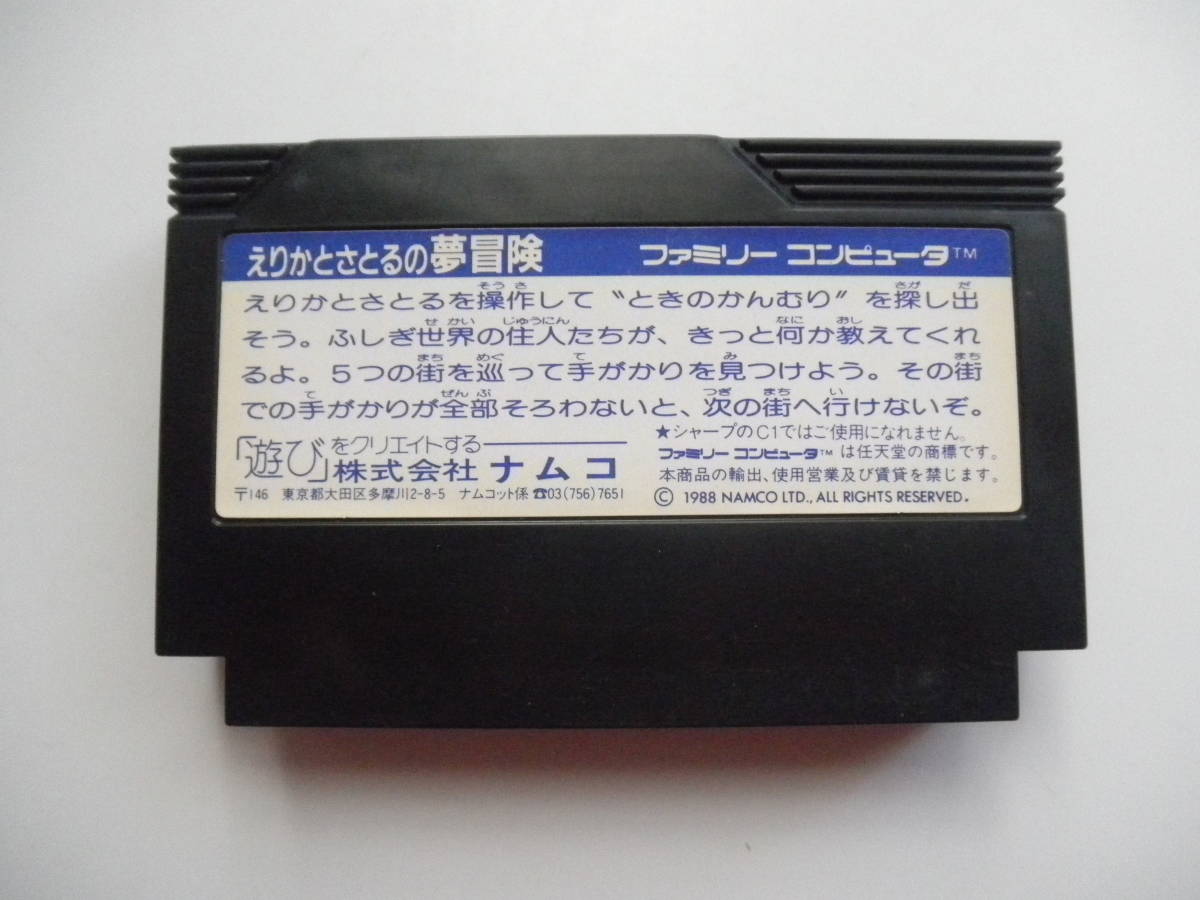 えりかとさとるの夢冒険 ファミリー コンピュータ™
えりかとさとるを操作して〝ときのかんむり〟を探し出
そう。ふしぎ世界の住人たちが、きっと何か教えてくれ
るよ。5つの街を巡って手がかりを見つけよう。その街
での手がかりが全部そろわないと、次の街へ行けないぞ。
「遊び」をクリエイトする
株式会社 ナムコ
〒146 東京都大田区多摩川2-8-5 ナムコット係 ☎03(756)7651
★シャープのC1ではご使用になれません。
ファミリー コンピュータ™ は任天堂の商標です。
本商品の輸出、使用営業及び賃貸を禁じます。
© 1988 NAMCO LTD., ALL RIGHTS RESERVED.